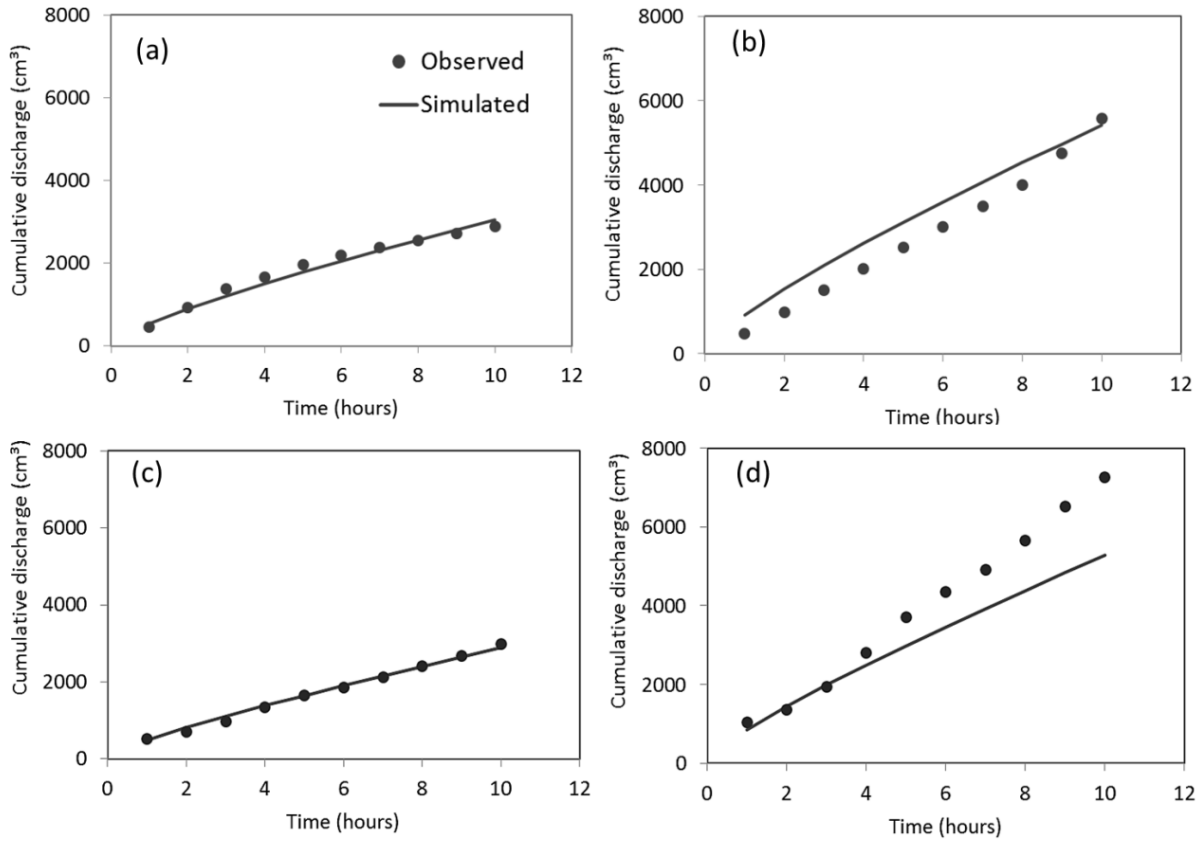 (a)
Observed
Simulated
Cumulative discharge (cm³)
8000
6000
4000
2000
0
0 2 4 6 8 10 12
Time (hours)
(b)
Cumulative discharge (cm³)
8000
6000
4000
2000
0
0 2 4 6 8 10 12
Time (hours)
(c)
Cumulative discharge (cm³)
8000
6000
4000
2000
0
0 2 4 6 8 10 12
Time (hours)
(d)
Cumulative discharge (cm³)
8000
6000
4000
2000
0
0 2 4 6 8 10 12
Time (hours)